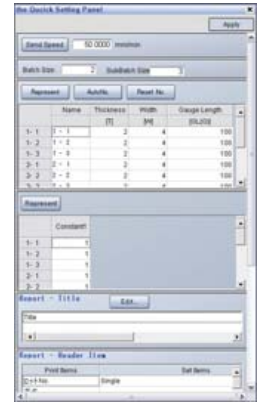 the Quick Setting Panel
Apply
Send Speed 50.0000 mm/min
Batch Size: 2 SubBatch Size: 3
Represent AutoNo. Reset No.
Name Thickness Width Gauge Length
[T] [W] [GL(G)]
1- 1 1 - 1 2 4 100
1- 2 1 - 2 2 4 100
1- 3 1 - 3 2 4 100
2- 1 2 - 1 2 4 100
2- 2 2 - 2 2 4 100
Represent
Constant1
1- 1 1
1- 2 1
1- 3 1
2- 1 1
2- 2 1
Report - Title Edit..
Title
Report - Header Item
Print Items Set Items
Single